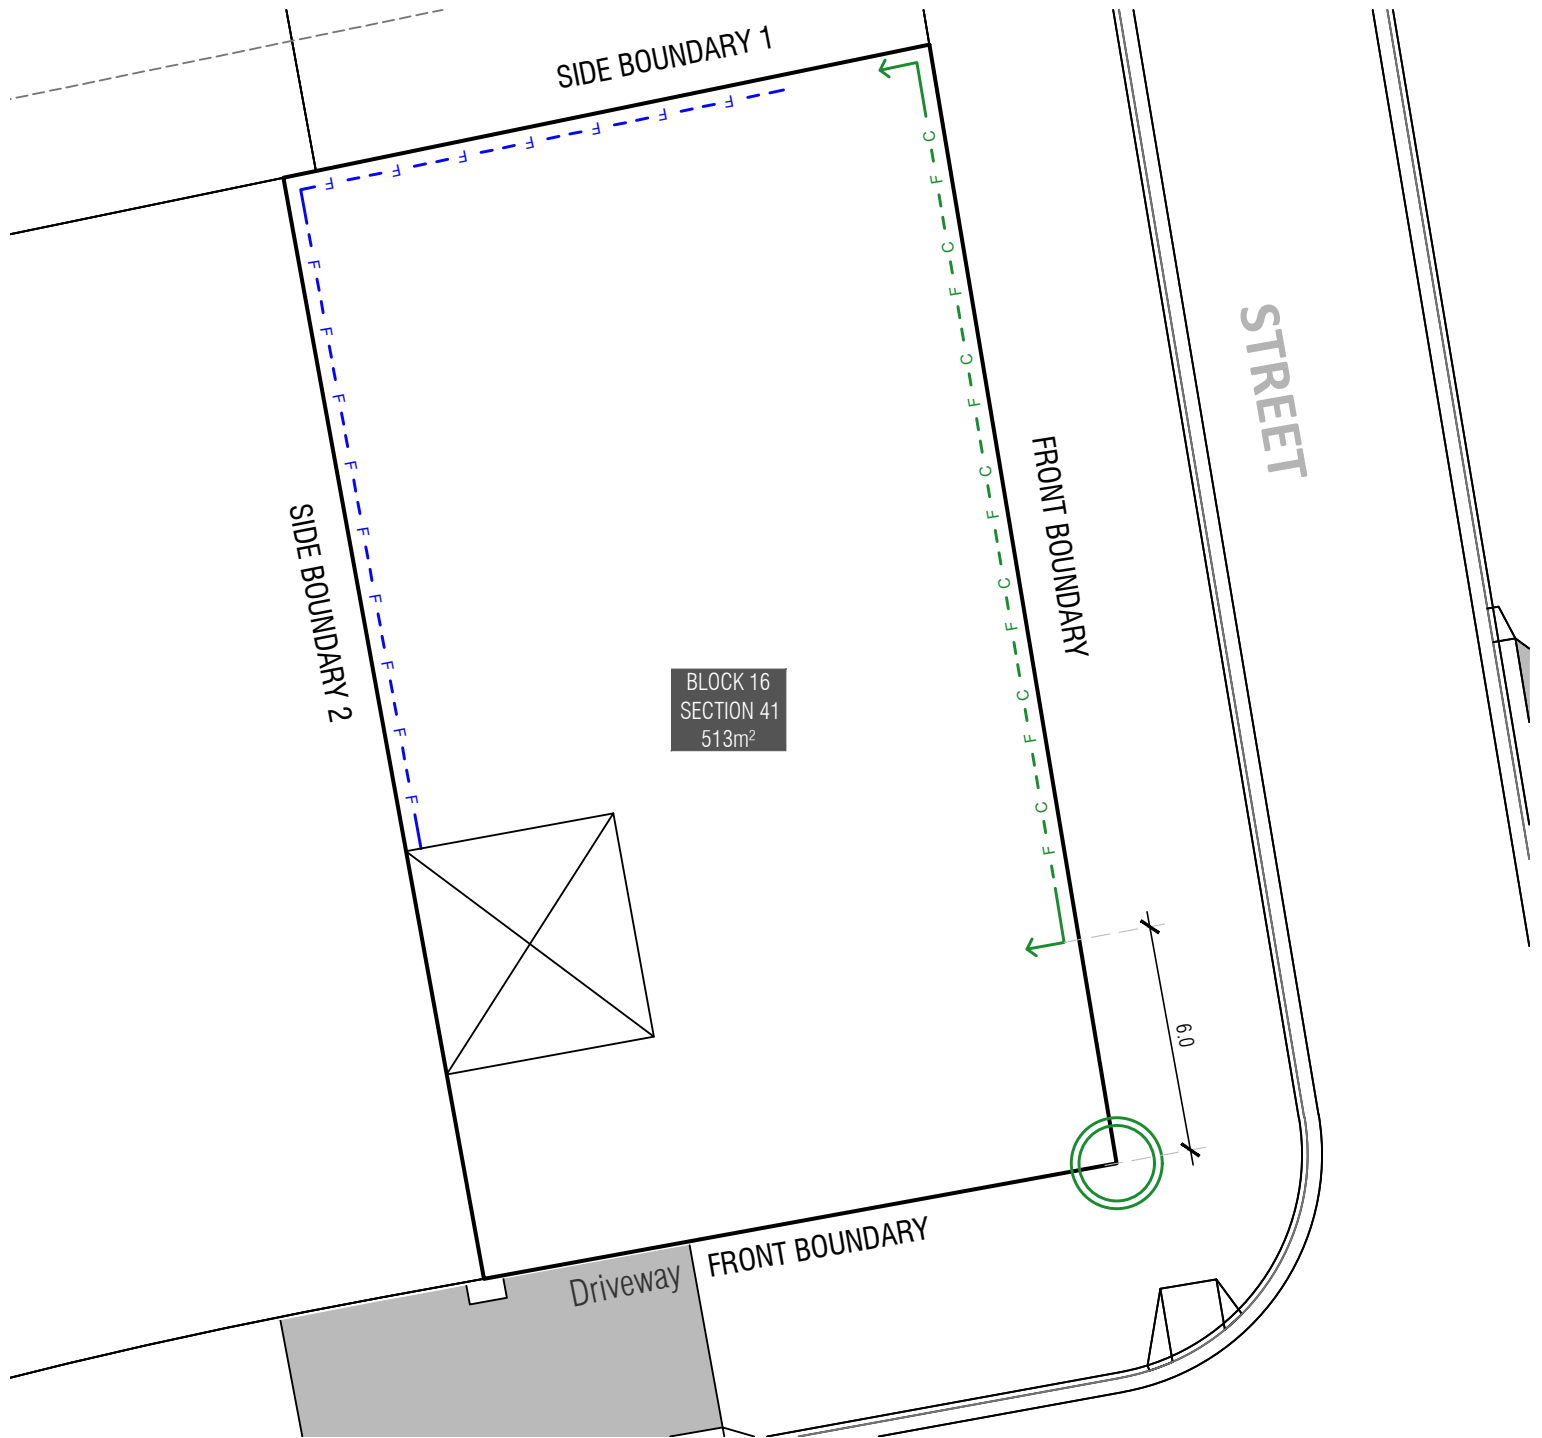 SIDE BOUNDARY 1
F F F F F F F
C F C F C F C F C F C F C F
STREET
F F F F F F F F F
FRONT BOUNDARY
SIDE BOUNDARY 2
BLOCK 16
SECTION 41
513m²
6.0
FRONT BOUNDARY
Driveway